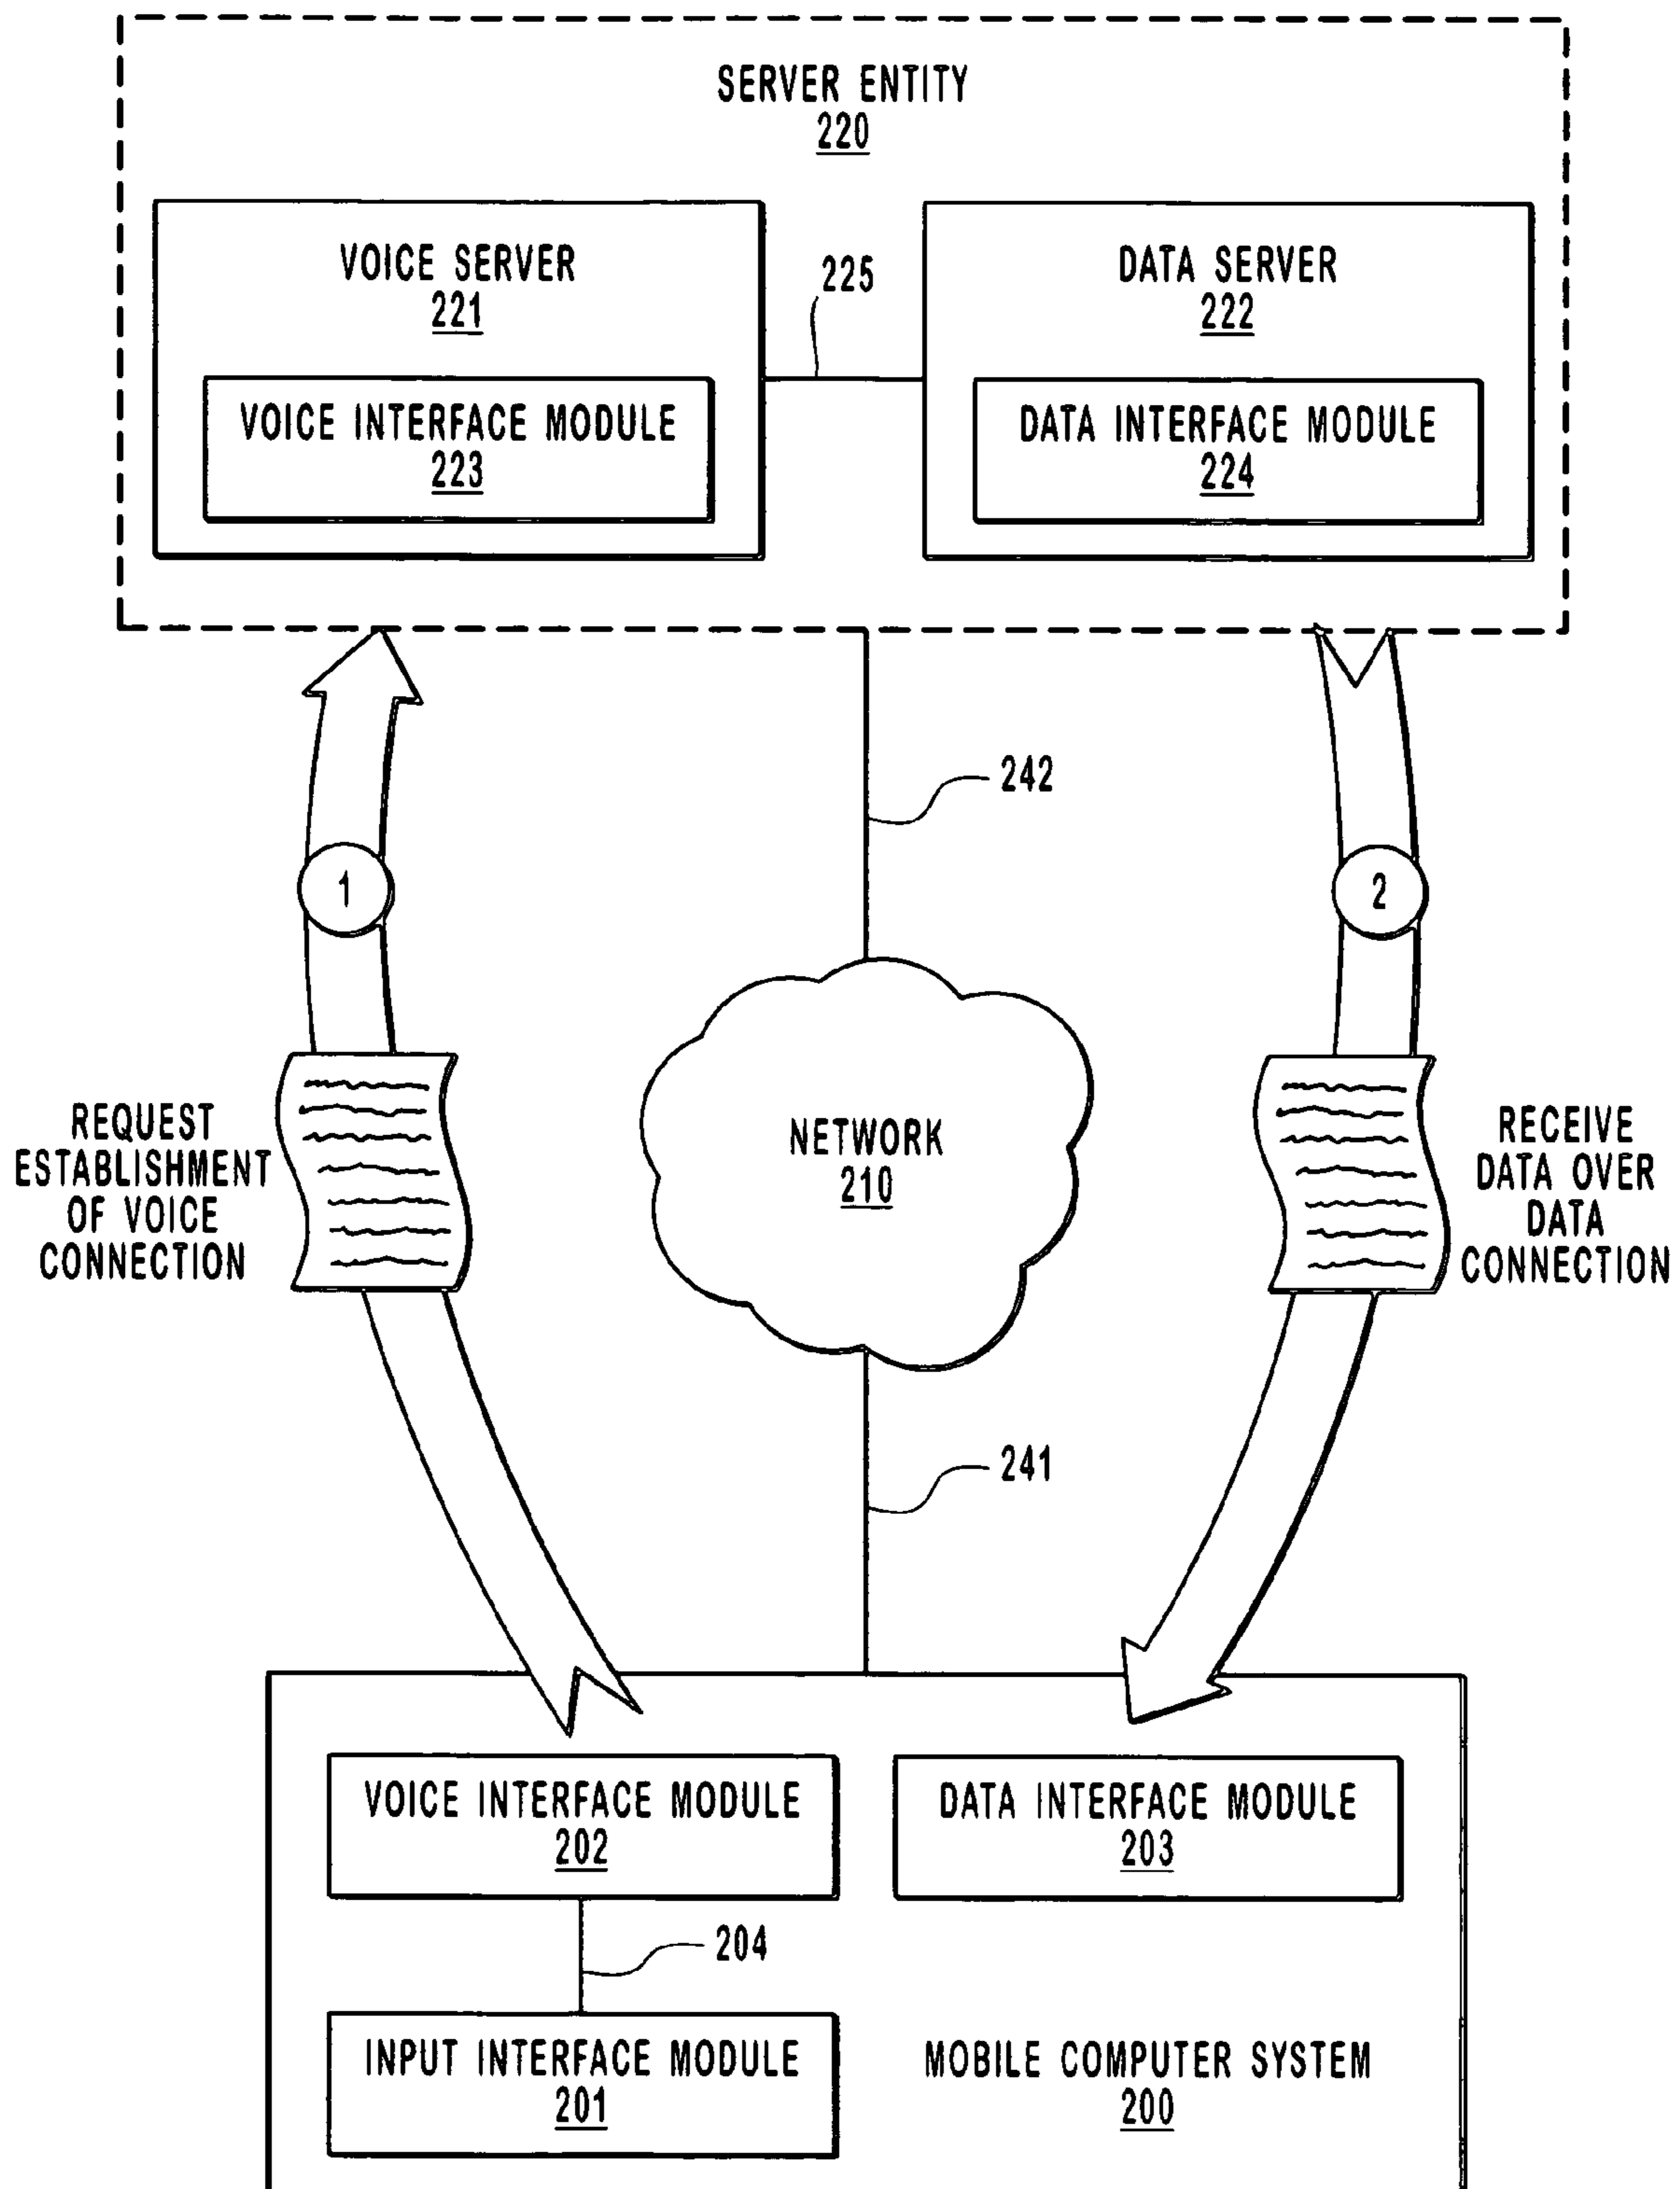 SERVER ENTITY
220
VOICE SERVER
221
225
DATA SERVER
222
VOICE INTERFACE MODULE
223
DATA INTERFACE MODULE
224
242
1
2
REQUEST
ESTABLISHMENT
OF VOICE
CONNECTION
NETWORK
210
RECEIVE
DATA OVER
DATA
CONNECTION
241
VOICE INTERFACE MODULE
202
DATA INTERFACE MODULE
203
204
INPUT INTERFACE MODULE
201
MOBILE COMPUTER SYSTEM
200